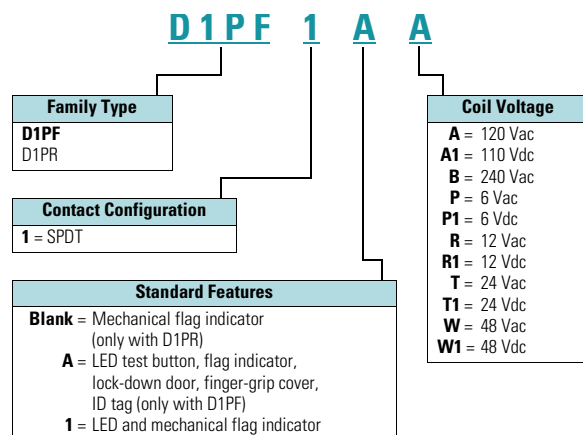 D1PF 1 A A
Family Type
D1PF
D1PR
Contact Configuration
1 = SPDT
Standard Features
Blank = Mechanical flag indicator
(only with D1PR)
A = LED test button, flag indicator,
lock-down door, finger-grip cover,
ID tag (only with D1PF)
1 = LED and mechanical flag indicator
Coil Voltage
A = 120 Vac
A1 = 110 Vdc
B = 240 Vac
P = 6 Vac
P1 = 6 Vdc
R = 12 Vac
R1 = 12 Vdc
T = 24 Vac
T1 = 24 Vdc
W = 48 Vac
W1 = 48 Vdc